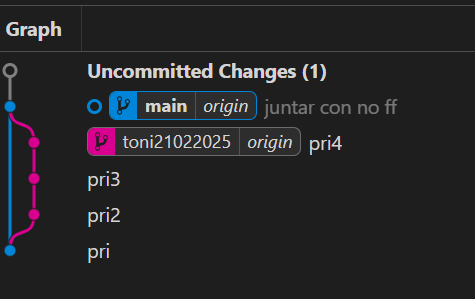 Graph
Uncommitted Changes (1)
main origin juntar con no ff
toni21022025 origin pri4
pri3
pri2
pri